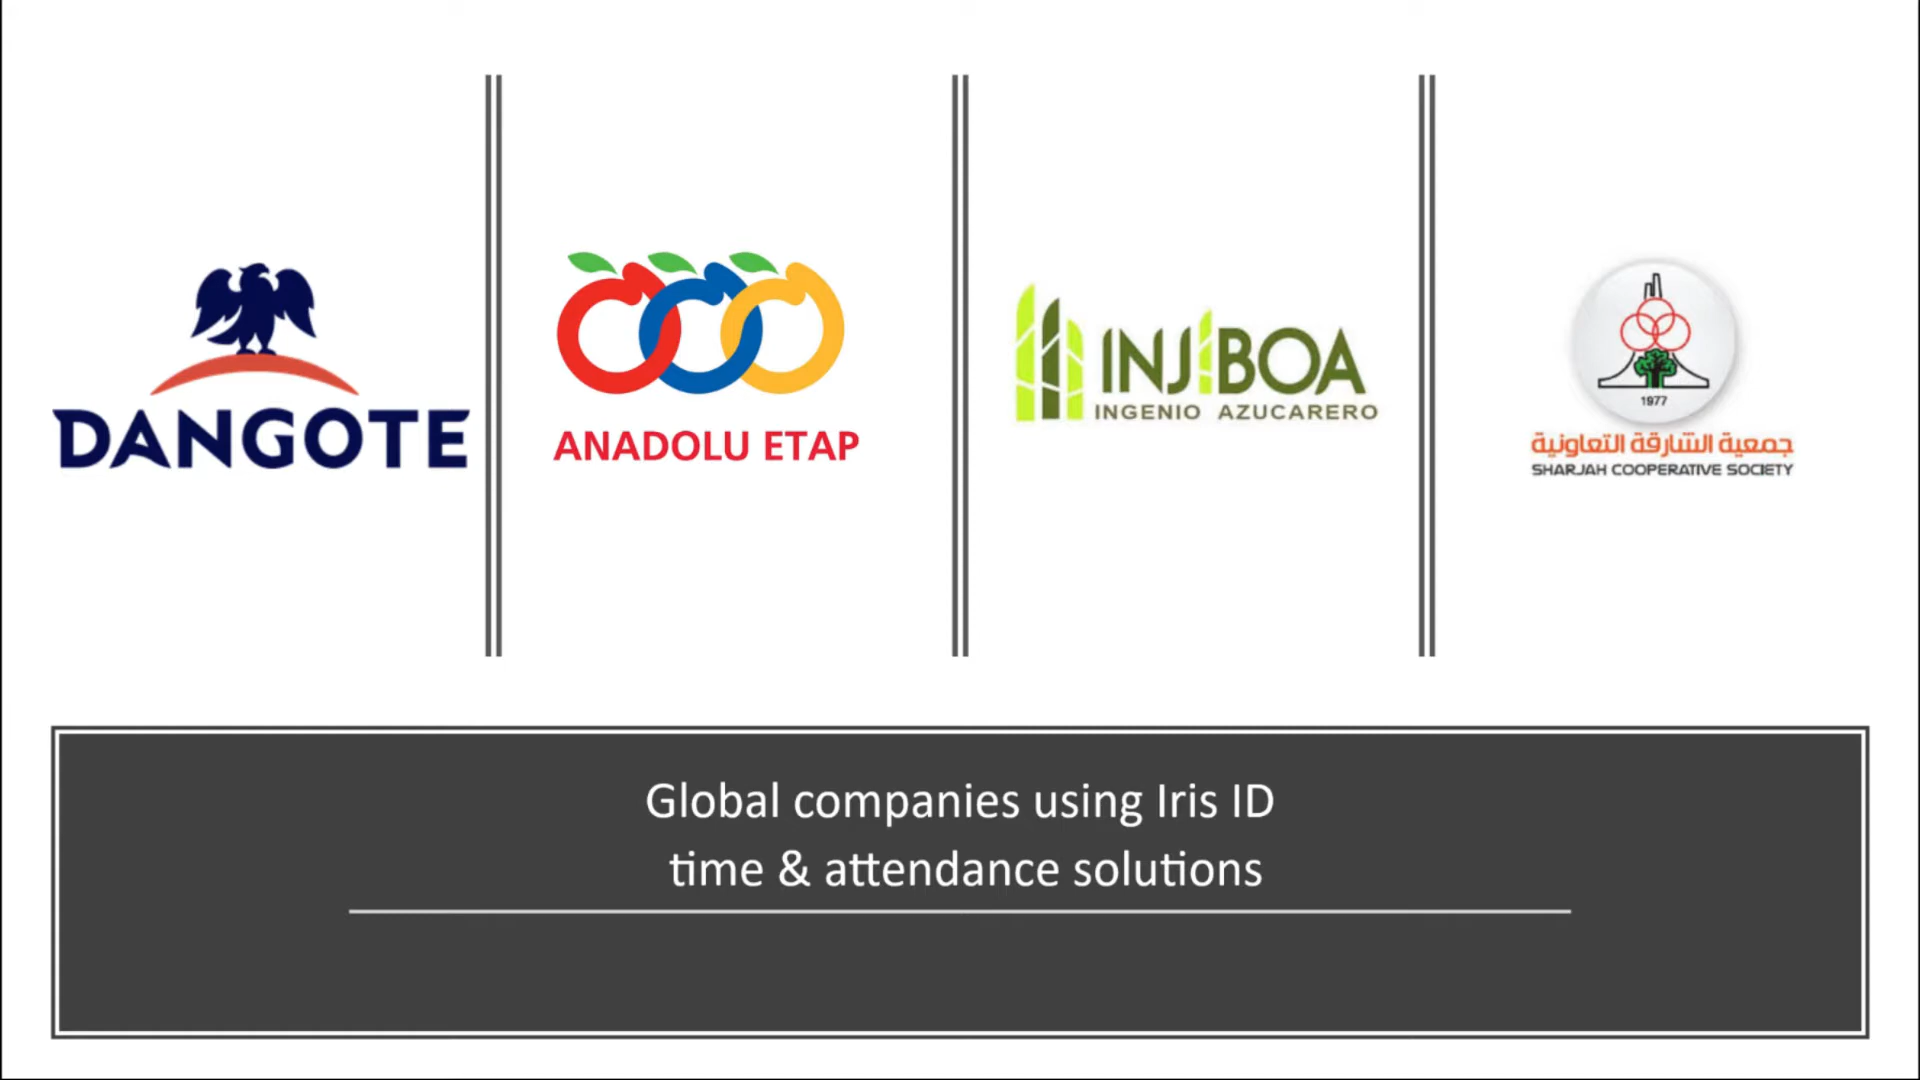 DANGOTE
ANADOLU ETAP
INJIBOA
INGENIO AZUCARERO
1977
جمعية الشارقة التعاونية
SHARJAH COOPERATIVE SOCIETY
Global companies using Iris ID
time & attendance solutions